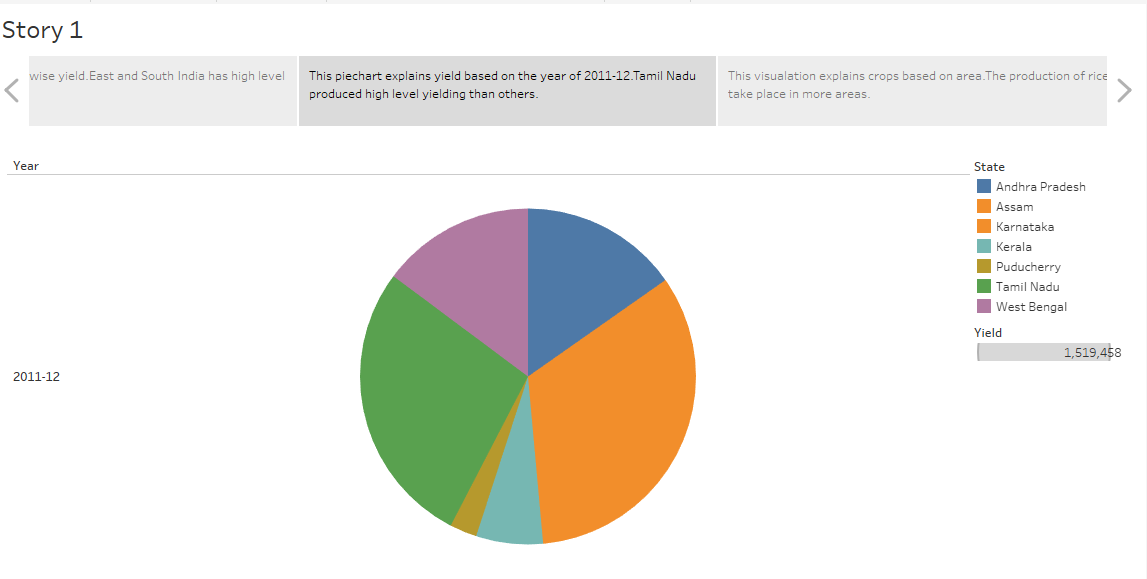 Story 1
wise yield.East and South India has high level
This piechart explains yield based on the year of 2011-12.Tamil Nadu
produced high level yielding than others.
This visualation explains crops based on area.The production of rice
take place in more areas.
Year
2011-12
State
Andhra Pradesh
Assam
Karnataka
Kerala
Puducherry
Tamil Nadu
West Bengal
Yield
1,519,458